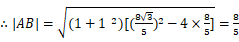 ∴ |AB| = √((1 + 1 ²)[(8√3/5)² − 4 × 8/5]) = 8/5